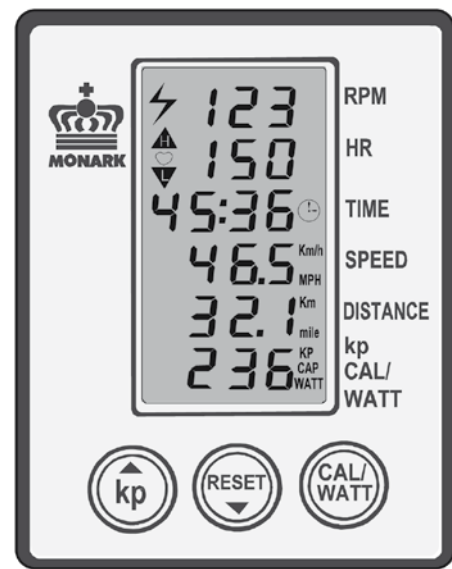 123 RPM
H
150 HR
L
MONARK
45:36 TIME
46.5 Km/h MPH SPEED
32.1 Km mile DISTANCE
236 KP CAP WATT kp CAL/ WATT
kp
RESET
CAL/
WATT